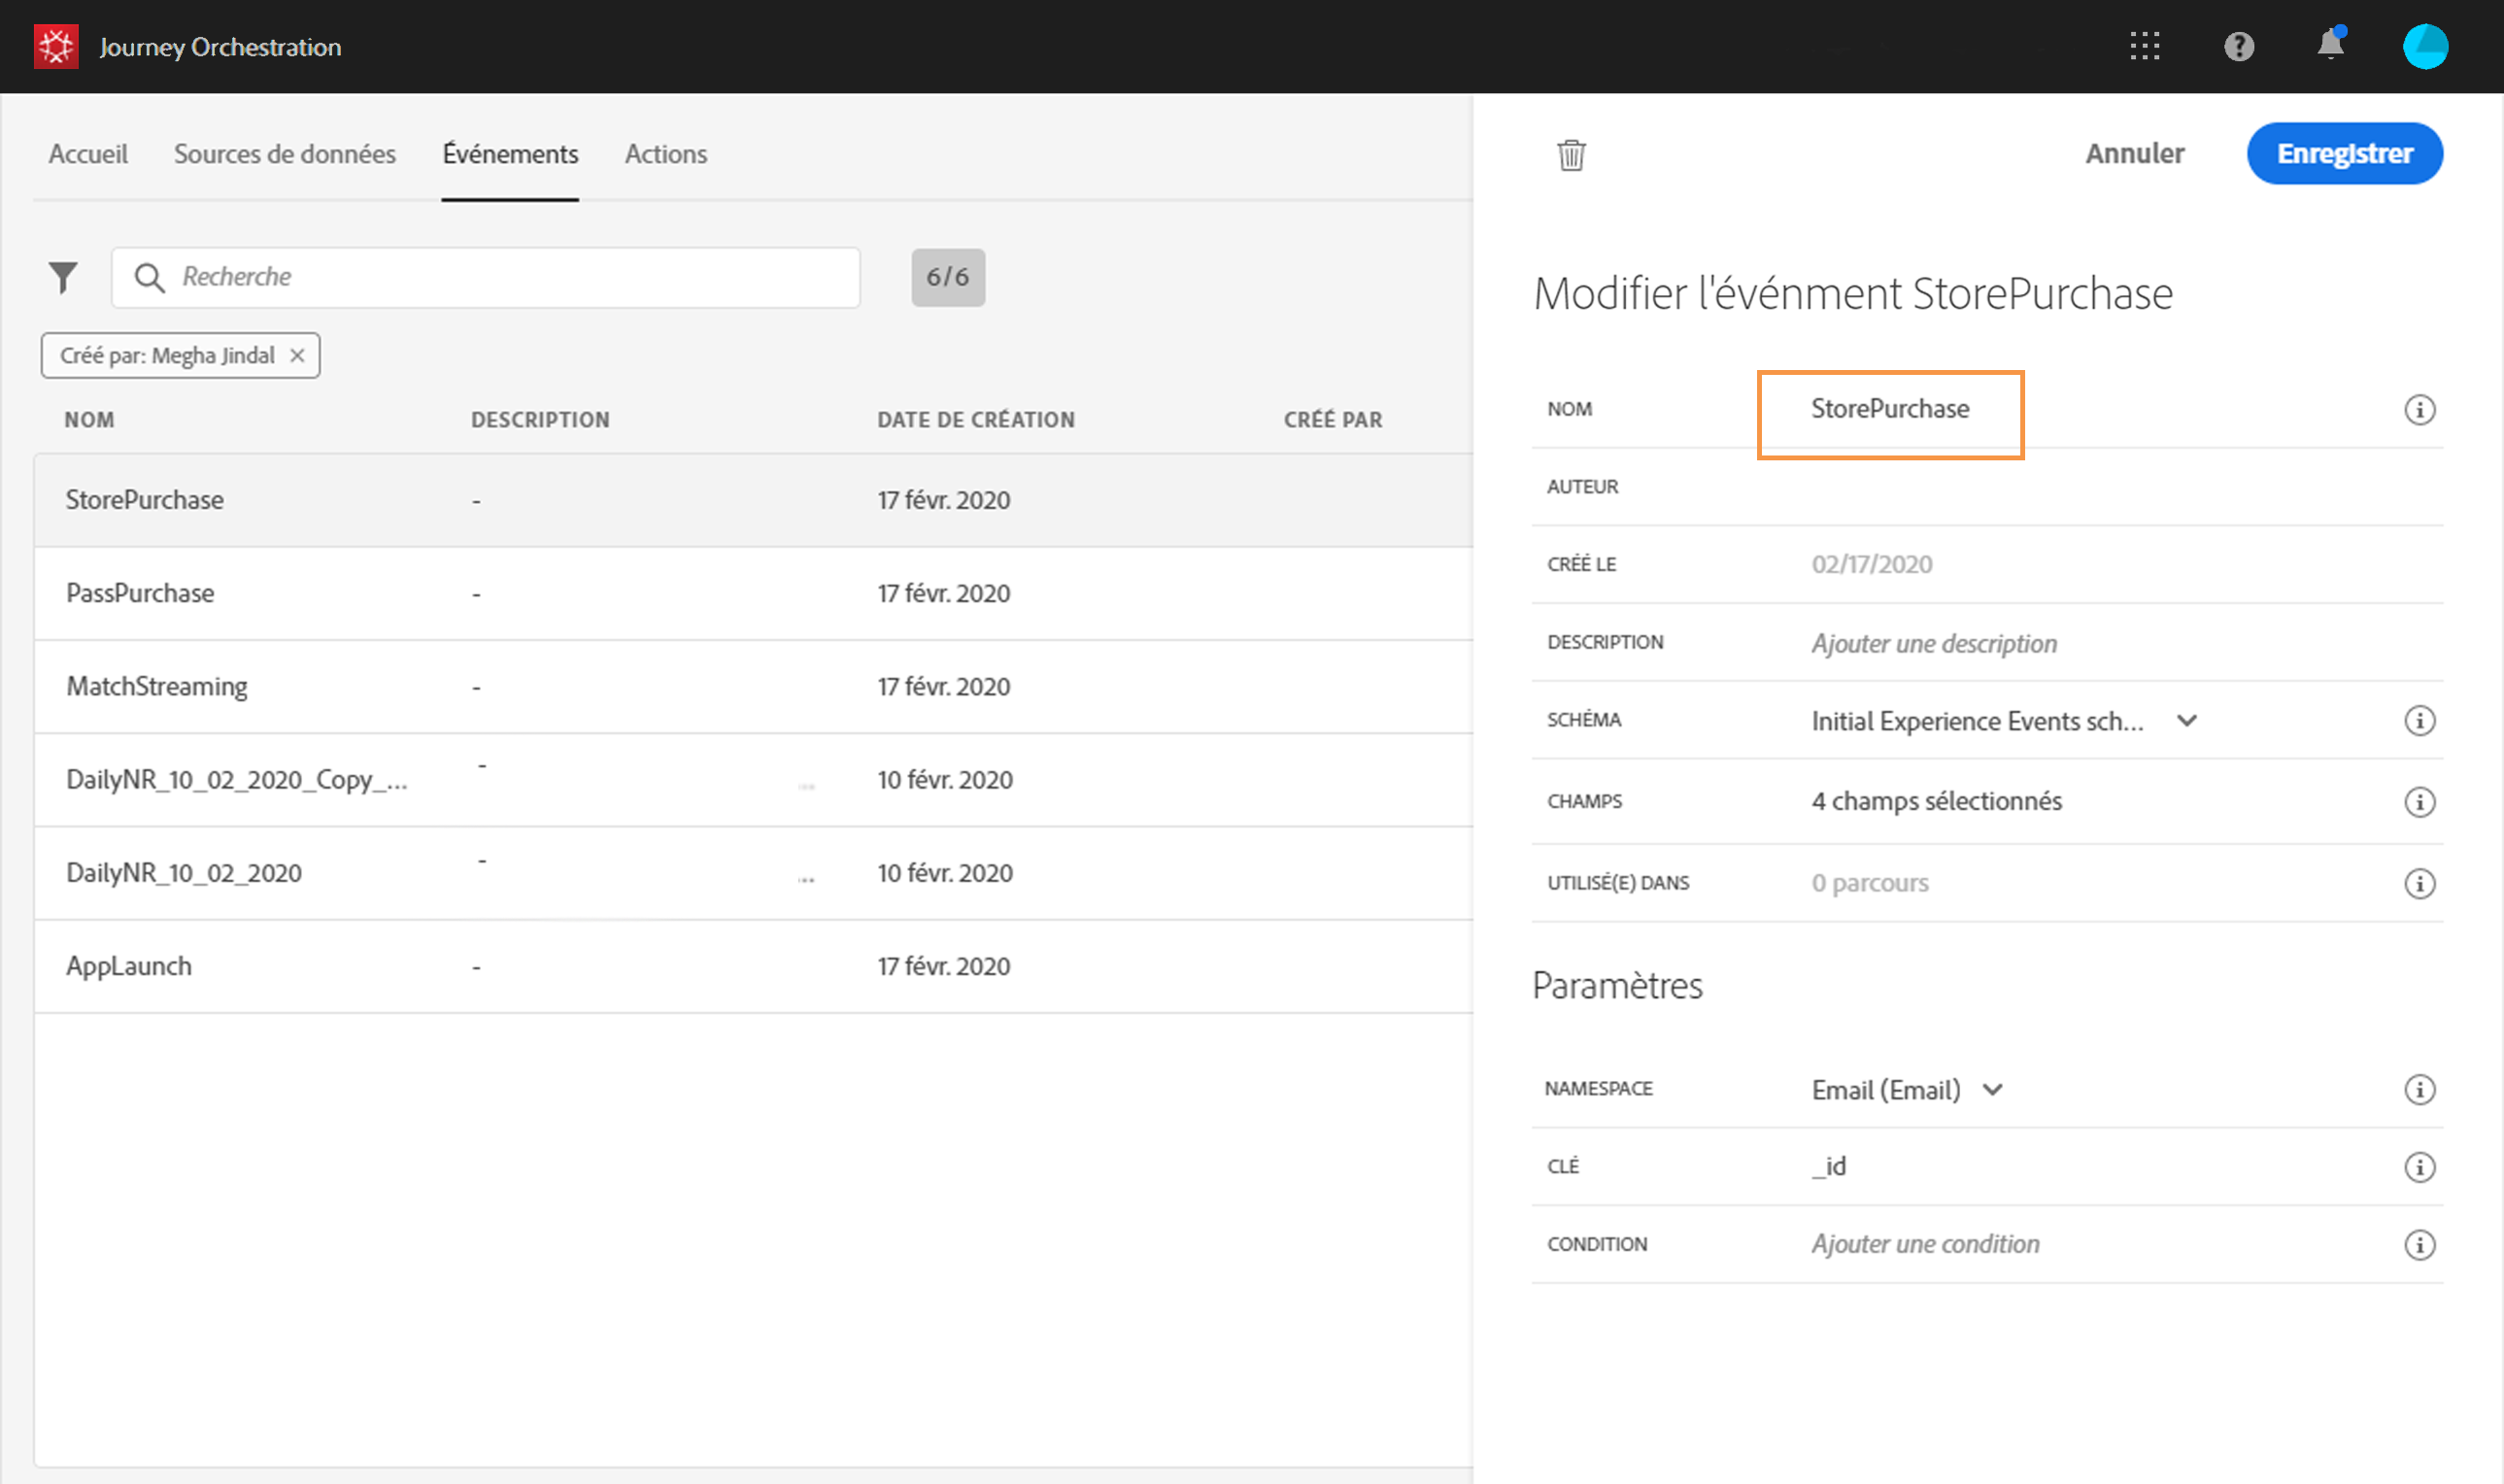 Journey Orchestration
Accueil Sources de données Événements Actions
Annuler Enregistrer
Recherche 6/6
Créé par: Megha Jindal
NOM DESCRIPTION DATE DE CRÉATION CRÉÉ PAR
StorePurchase - 17 févr. 2020
PassPurchase - 17 févr. 2020
MatchStreaming - 17 févr. 2020
DailyNR_10_02_2020_Copy_... - ... 10 févr. 2020
DailyNR_10_02_2020 - ... 10 févr. 2020
AppLaunch - 17 févr. 2020
Modifier l'événment StorePurchase
NOM StorePurchase
AUTEUR
CRÉÉ LE 02/17/2020
DESCRIPTION Ajouter une description
SCHÉMA Initial Experience Events sch...
CHAMPS 4 champs sélectionnés
UTILISÉ(E) DANS 0 parcours
Paramètres
NAMESPACE Email (Email)
CLÉ _id
CONDITION Ajouter une condition